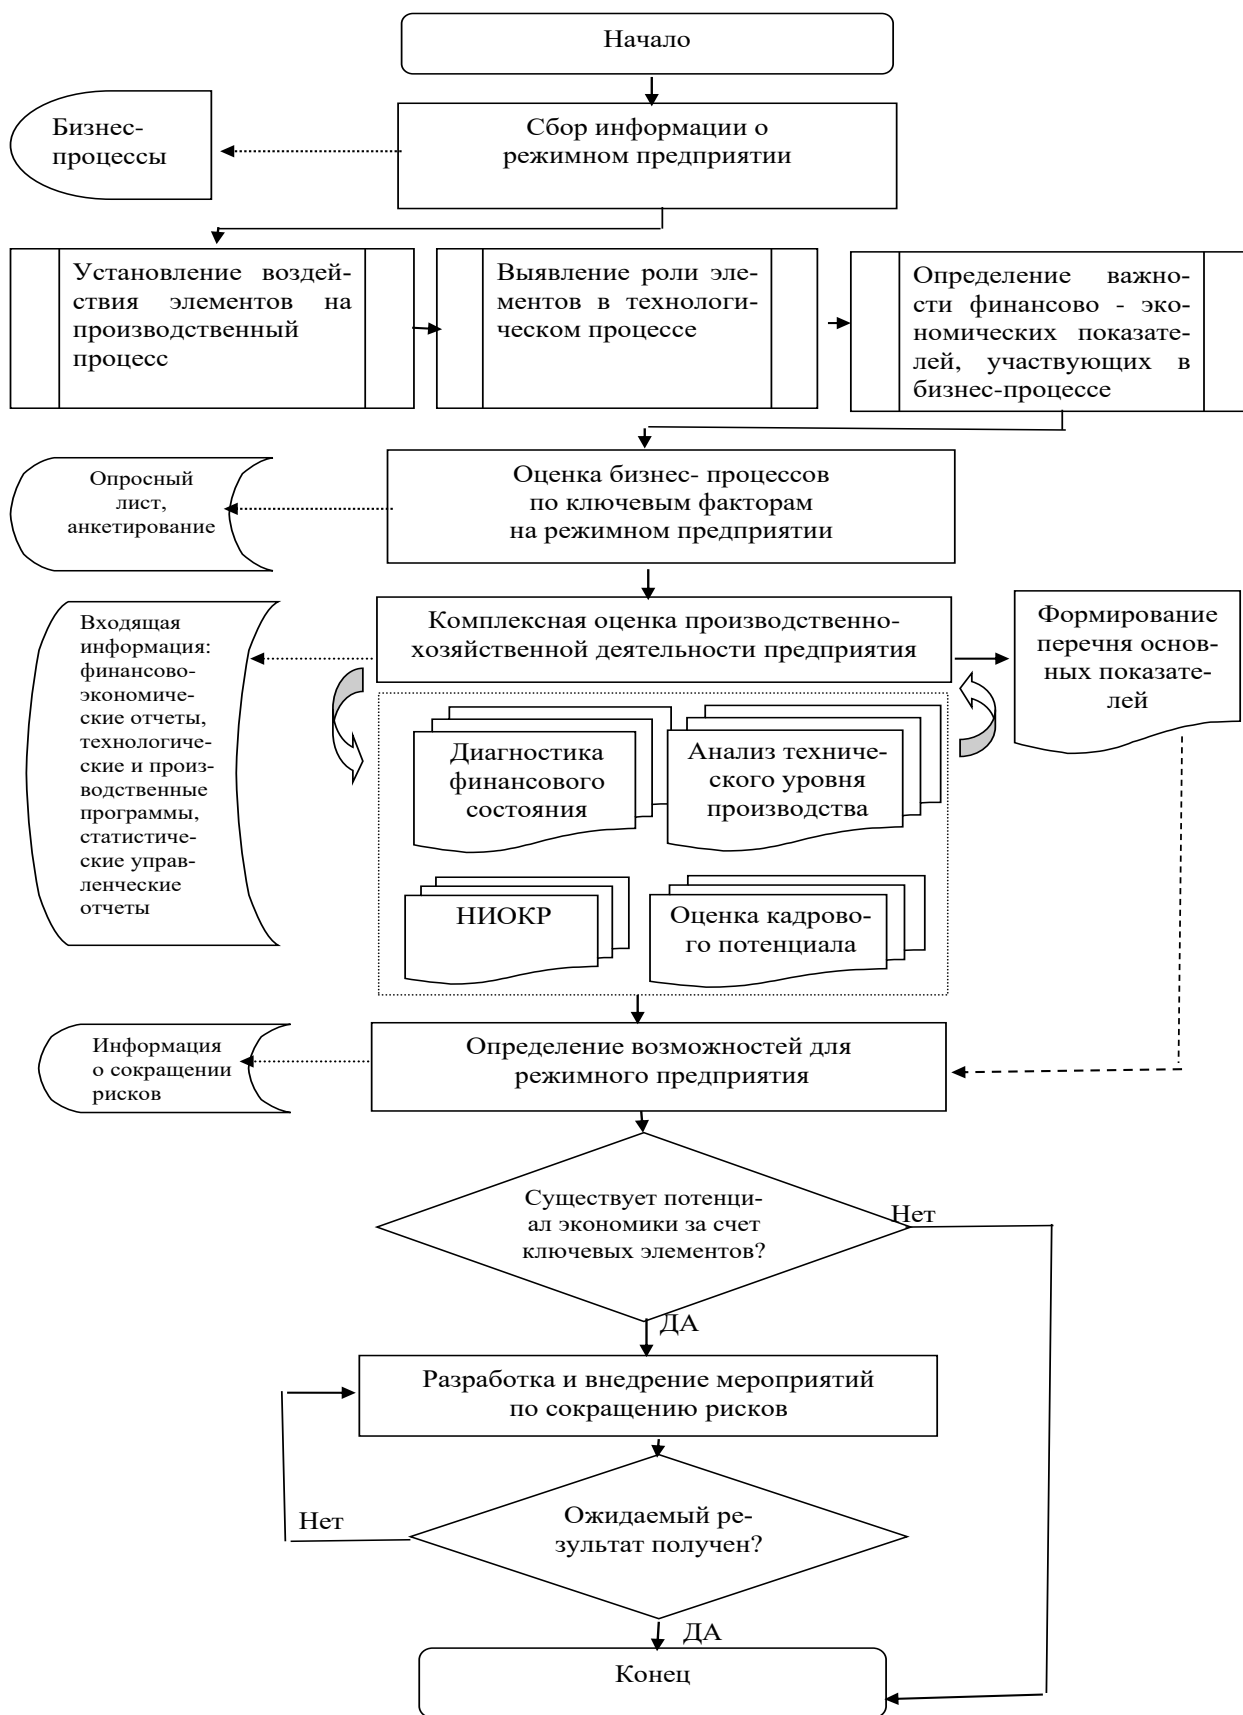 Начало
Бизнес-
процессы
Сбор информации о
режимном предприятии
Установление воздей-
ствия элементов на
производственный
процесс
Выявление роли эле-
ментов в технологи-
ческом процессе
Определение важно-
сти финансово - эко-
номических показате-
лей, участвующих в
бизнес-процессе
Опросный
лист,
анкетирование
Оценка бизнес- процессов
по ключевым факторам
на режимном предприятии
Входящая
информация:
финансово-
экономиче-
ские отчеты,
технологиче-
ские и произ-
водственные
программы,
статистиче-
ские управ-
ленческие
отчеты
Комплексная оценка производственно-
хозяйственной деятельности предприятия
Формирование
перечня основ-
ных показате-
лей
Диагностика
финансового
состояния
Анализ техниче-
ского уровня
производства
НИОКР
Оценка кадрово-
го потенциала
Информация
о сокращении
рисков
Определение возможностей для
режимного предприятия
Существует потенци-
ал экономики за счет
ключевых элементов?
Нет
ДА
Разработка и внедрение мероприятий
по сокращению рисков
Нет
Ожидаемый ре-
зультат получен?
ДА
Конец